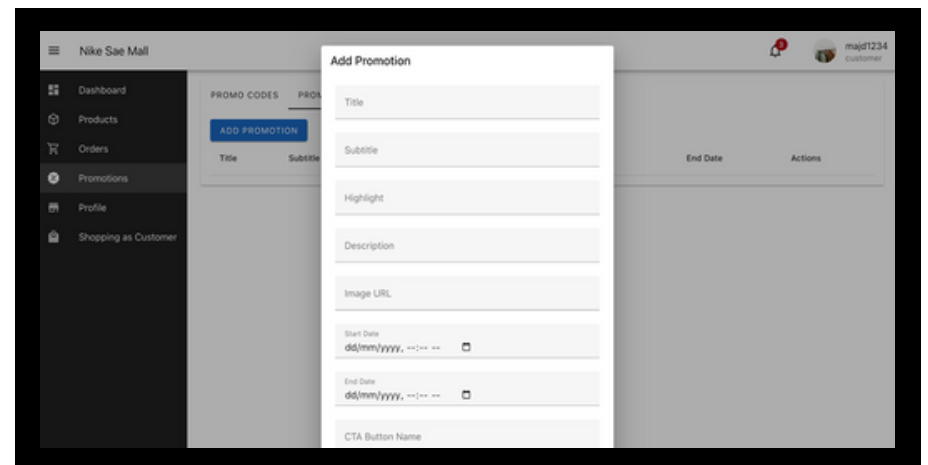 Nike Sae Mall
3
majd1234
customer
Dashboard
Products
Orders
Promotions
Profile
Shopping as Customer
PROMO CODES
ADD PROMOTION
Title
Subtitle
End Date
Actions
Add Promotion
Title
Subtitle
Highlight
Description
Image URL
Start Date
dd/mm/yyyy, --:-- --
End Date
dd/mm/yyyy, --:-- --
CTA Button Name